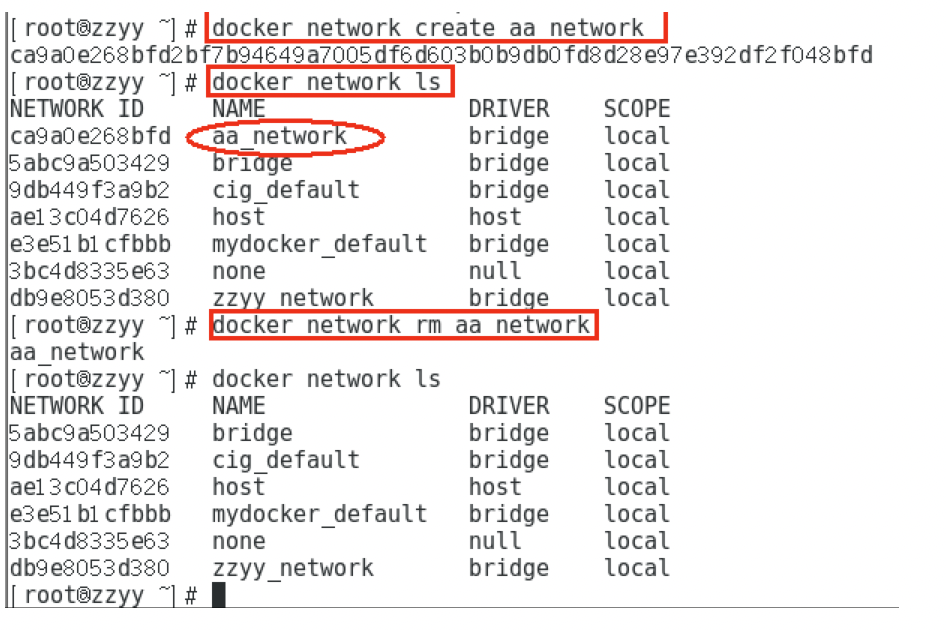 [root@zzyy ~]# docker network create aa_network
ca9a0e268bfd2bf7b94649a7005df6d603b0b9db0fd8d28e97e392df2f048bfd
[root@zzyy ~]# docker network ls
NETWORK ID NAME DRIVER SCOPE
ca9a0e268bfd aa_network bridge local
5abc9a503429 bridge bridge local
9db449f3a9b2 cig_default bridge local
ae13c04d7626 host host local
e3e51b1cfbbb mydocker_default bridge local
3bc4d8335e63 none null local
db9e8053d380 zzyy_network bridge local
[root@zzyy ~]# docker network rm aa_network
aa_network
[root@zzyy ~]# docker network ls
NETWORK ID NAME DRIVER SCOPE
5abc9a503429 bridge bridge local
9db449f3a9b2 cig_default bridge local
ae13c04d7626 host host local
e3e51b1cfbbb mydocker_default bridge local
3bc4d8335e63 none null local
db9e8053d380 zzyy_network bridge local
[root@zzyy ~]#